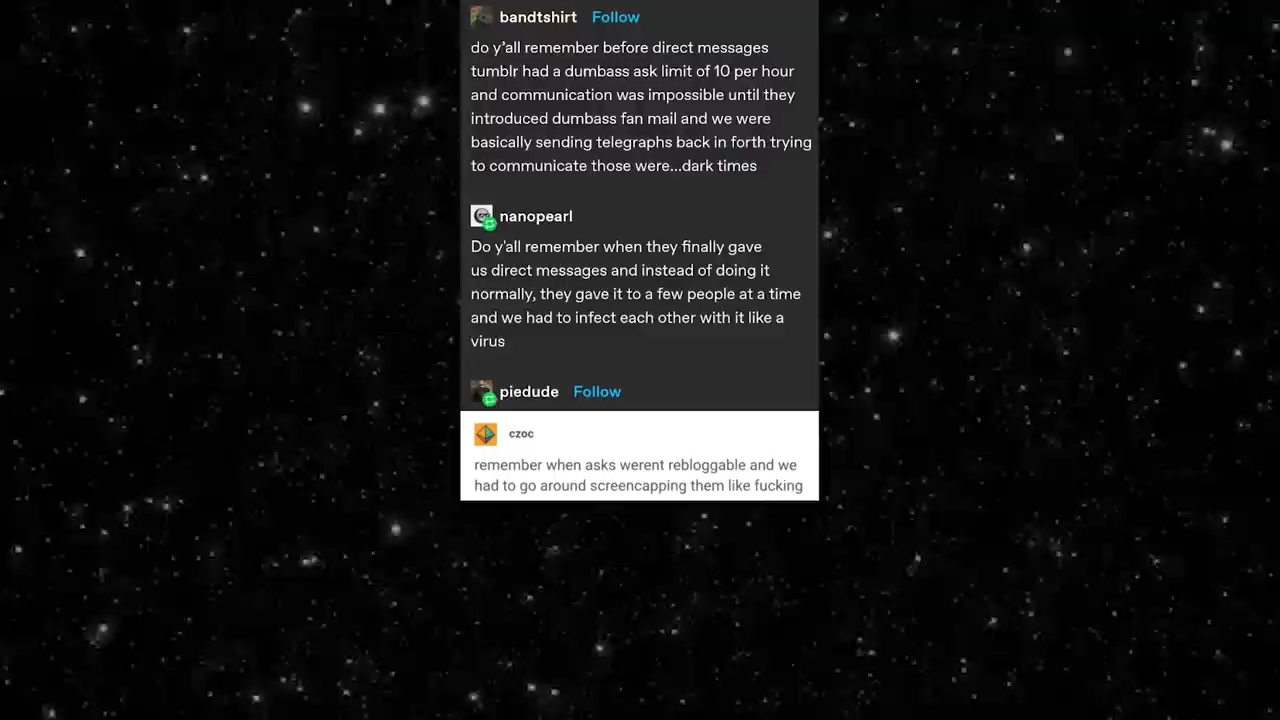 bandtshirt Follow
do y'all remember before direct messages
tumblr had a dumbass ask limit of 10 per hour
and communication was impossible until they
introduced dumbass fan mail and we were
basically sending telegraphs back in forth trying
to communicate those were...dark times
nanopearl
Do y'all remember when they finally gave
us direct messages and instead of doing it
normally, they gave it to a few people at a time
and we had to infect each other with it like a
virus
piedude Follow
czoc
remember when asks werent rebloggable and we
had to go around screencapping them like fucking